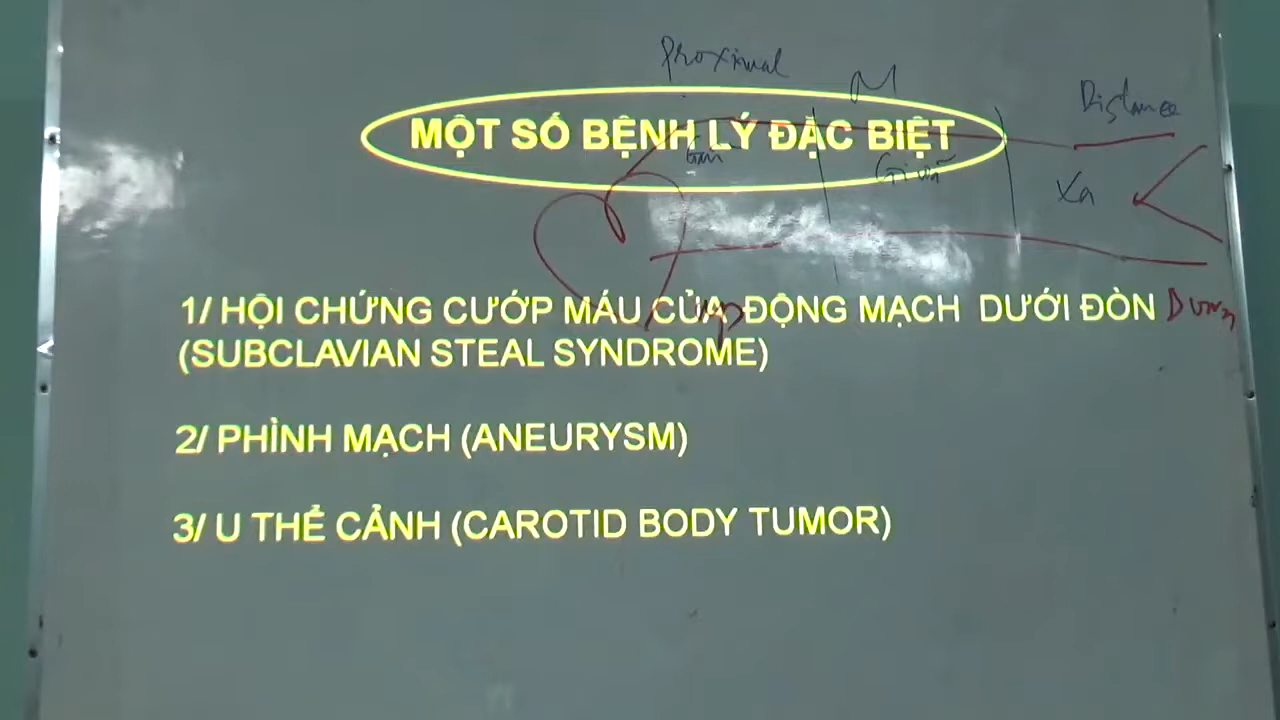 Proximal
M
Distance
MỘT SỐ BỆNH LÝ ĐẶC BIỆT
Xa
1/ HỘI CHỨNG CƯỚP MÁU CỦA ĐỘNG MẠCH DƯỚI ĐÒN
(SUBCLAVIAN STEAL SYNDROME)
2/ PHÌNH MẠCH (ANEURYSM)
3/ U THỂ CẢNH (CAROTID BODY TUMOR)